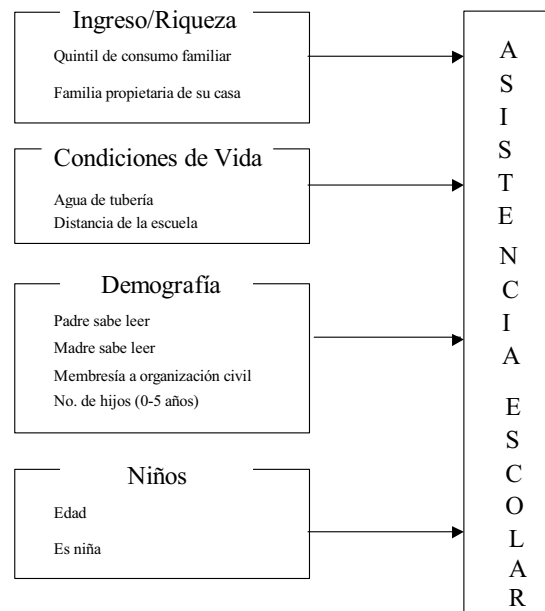 Ingreso/Riqueza
Quintil de consumo familiar
Familia propietaria de su casa
Condiciones de Vida
Agua de tubería
Distancia de la escuela
Demografía
Padre sabe leer
Madre sabe leer
Membresía a organización civil
No. de hijos (0-5 años)
Niños
Edad
Es niña
A
S
I
S
T
E
N
C
I
A
E
S
C
O
L
A
R